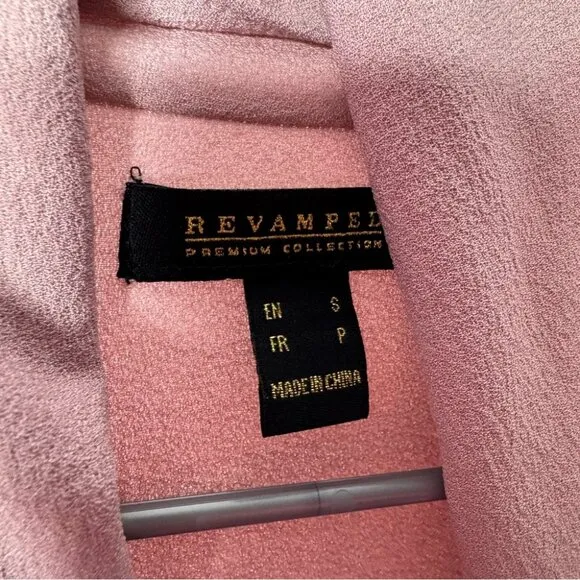 REVAMPED
PREMIUM COLLECTION
EN S
FR P
MADE IN CHINA